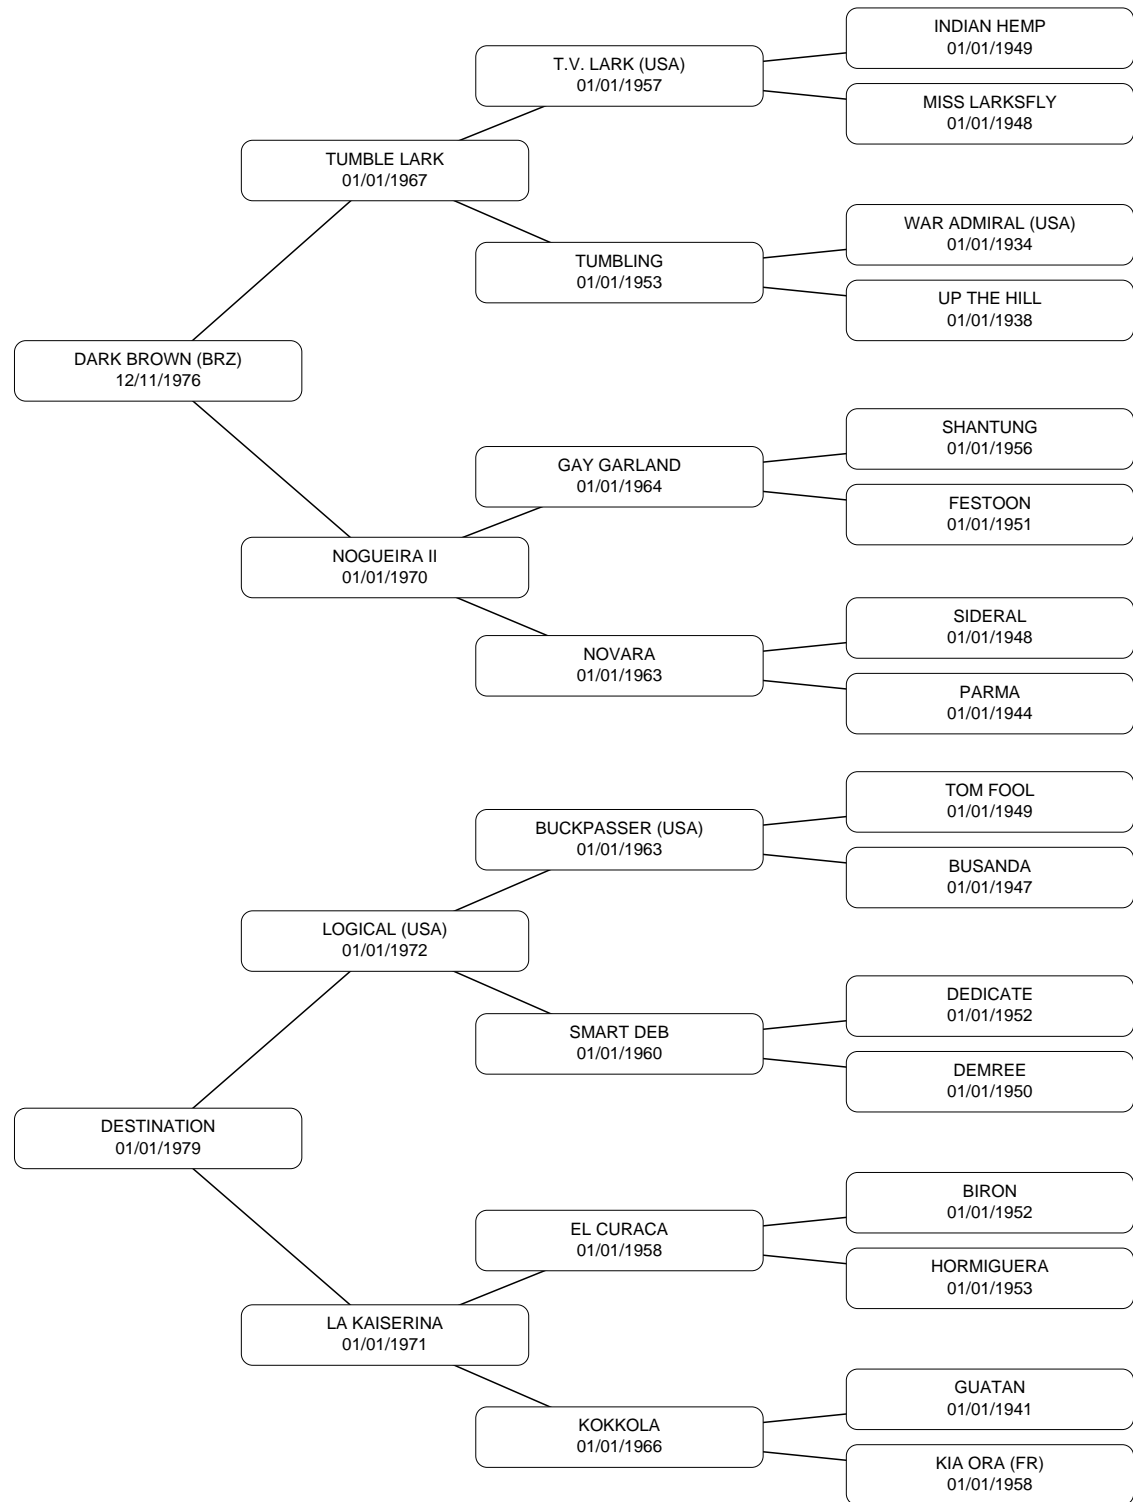 INDIAN HEMP
01/01/1949
T.V. LARK (USA)
01/01/1957
MISS LARKSFLY
01/01/1948
TUMBLE LARK
01/01/1967
WAR ADMIRAL (USA)
01/01/1934
TUMBLING
01/01/1953
UP THE HILL
01/01/1938
DARK BROWN (BRZ)
12/11/1976
SHANTUNG
01/01/1956
GAY GARLAND
01/01/1964
FESTOON
01/01/1951
NOGUEIRA II
01/01/1970
SIDERAL
01/01/1948
NOVARA
01/01/1963
PARMA
01/01/1944
TOM FOOL
01/01/1949
BUCKPASSER (USA)
01/01/1963
BUSANDA
01/01/1947
LOGICAL (USA)
01/01/1972
DEDICATE
01/01/1952
SMART DEB
01/01/1960
DEMREE
01/01/1950
DESTINATION
01/01/1979
BIRON
01/01/1952
EL CURACA
01/01/1958
HORMIGUERA
01/01/1953
LA KAISERINA
01/01/1971
GUATAN
01/01/1941
KOKKOLA
01/01/1966
KIA ORA (FR)
01/01/1958